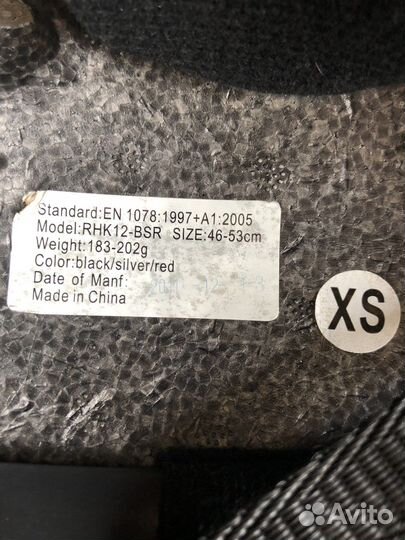 Standard:EN 1078:1997+A1:2005
Model:RHK12-BSR SIZE:46-53cm
Weight:183-202g
Color:black/silver/red
Date of Manf:
Made in China
XS
Avito